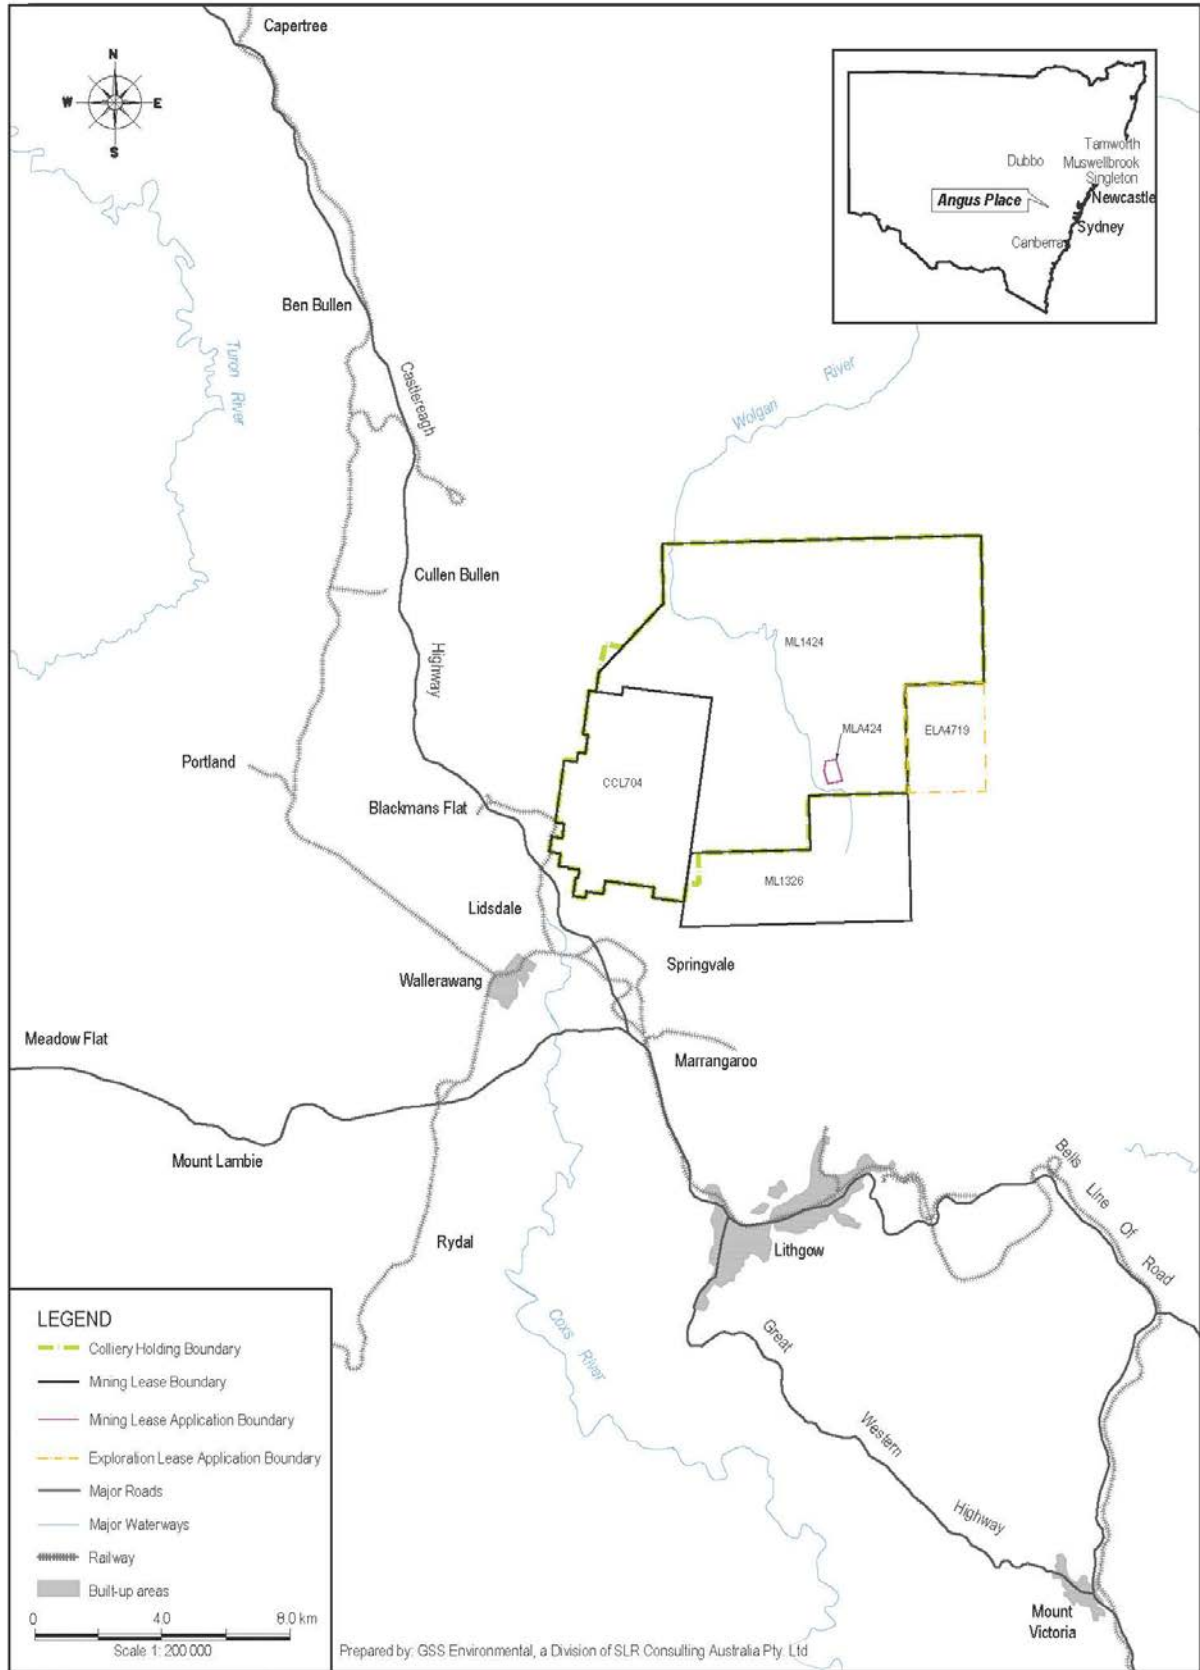 Capertree
N
W
E
S
Tamworth
Dubbo
Muswellbrook
Singleton
Angus Place
Newcastle
Sydney
Canberra
Ben Bullen
Turon River
Castlereagh
Wolgan River
Cullen Bullen
Highway
ML1424
MLA424
ELA4719
Portland
CCL704
Blackmans Flat
ML1326
Lidsdale
Springvale
Wallerawang
Meadow Flat
Marrangaroo
Mount Lambie
Bells Line Of Road
Rydal
Lithgow
Coxs River
Great Western Highway
LEGEND
Colliery Holding Boundary
Mining Lease Boundary
Mining Lease Application Boundary
Exploration Lease Application Boundary
Major Roads
Major Waterways
Railway
Built-up areas
0 4.0 8.0 km
Scale 1: 200 000
Mount
Victoria
Prepared by: GSS Environmental, a Division of SLR Consulting Australia Pty. Ltd